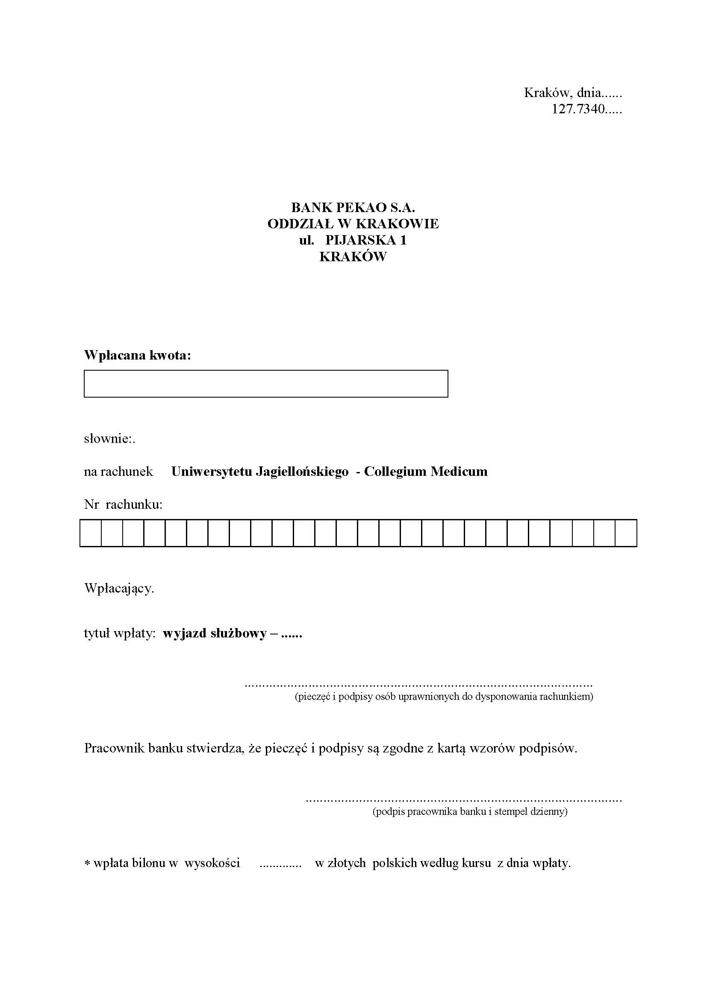 Kraków, dnia......
127.7340.....
BANK PEKAO S.A.
ODDZIAŁ W KRAKOWIE
ul. PIJARSKA 1
KRAKÓW
Wpłacana kwota:
słownie:.
na rachunek Uniwersytetu Jagiellońskiego - Collegium Medicum
Nr rachunku:
Wpłacający.
tytuł wpłaty: wyjazd służbowy – ......
..................................................................................................
(pieczęć i podpisy osób uprawnionych do dysponowania rachunkiem)
Pracownik banku stwierdza, że pieczęć i podpisy są zgodne z kartą wzorów podpisów.
.........................................................................................
(podpis pracownika banku i stempel dzienny)
* wpłata bilonu w wysokości ............. w złotych polskich według kursu z dnia wpłaty.